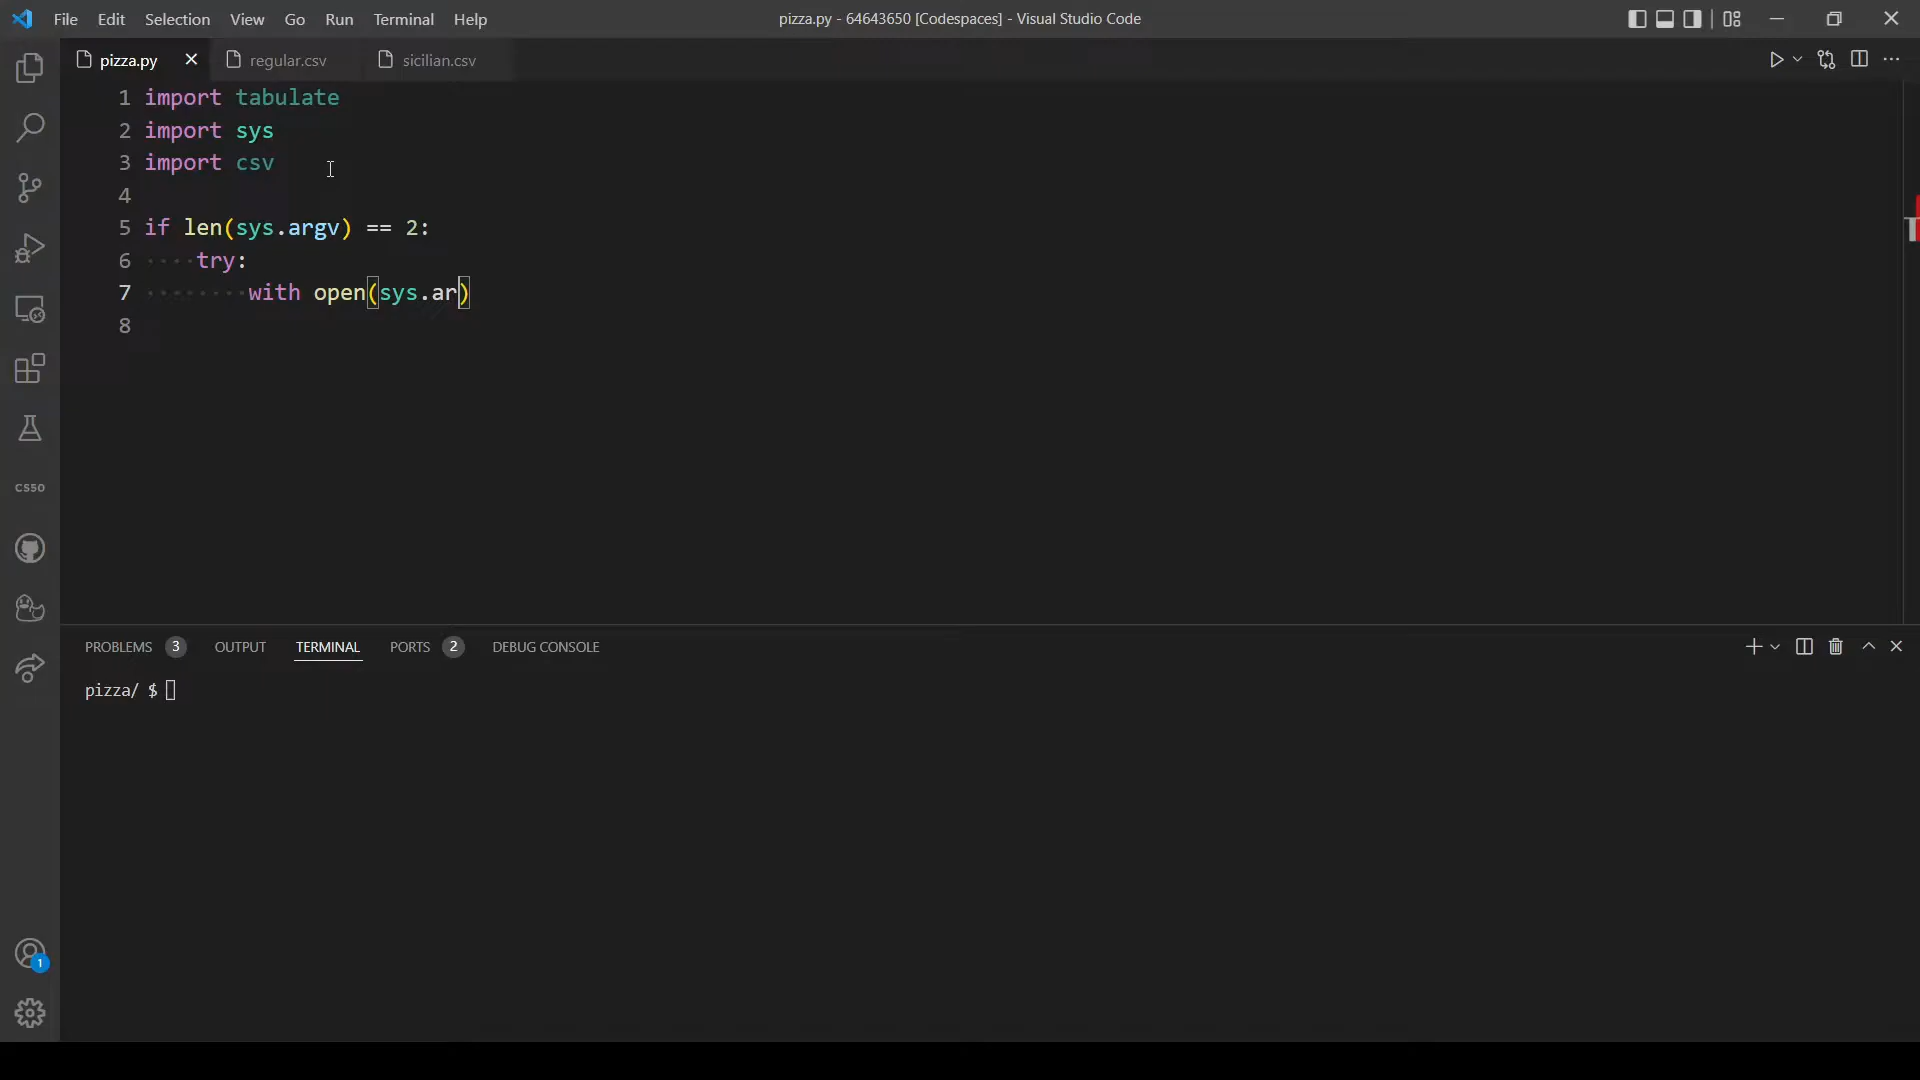 File Edit Selection View Go Run Terminal Help pizza.py - 64643650 [Codespaces] - Visual Studio Code
pizza.py regular.csv sicilian.csv
1 import tabulate
2 import sys
3 import csv
4
5 if len(sys.argv) == 2:
6 ····try:
7 ········with open(sys.ar)
8
CS50
PROBLEMS 3 OUTPUT TERMINAL PORTS 2 DEBUG CONSOLE
pizza/ $
1